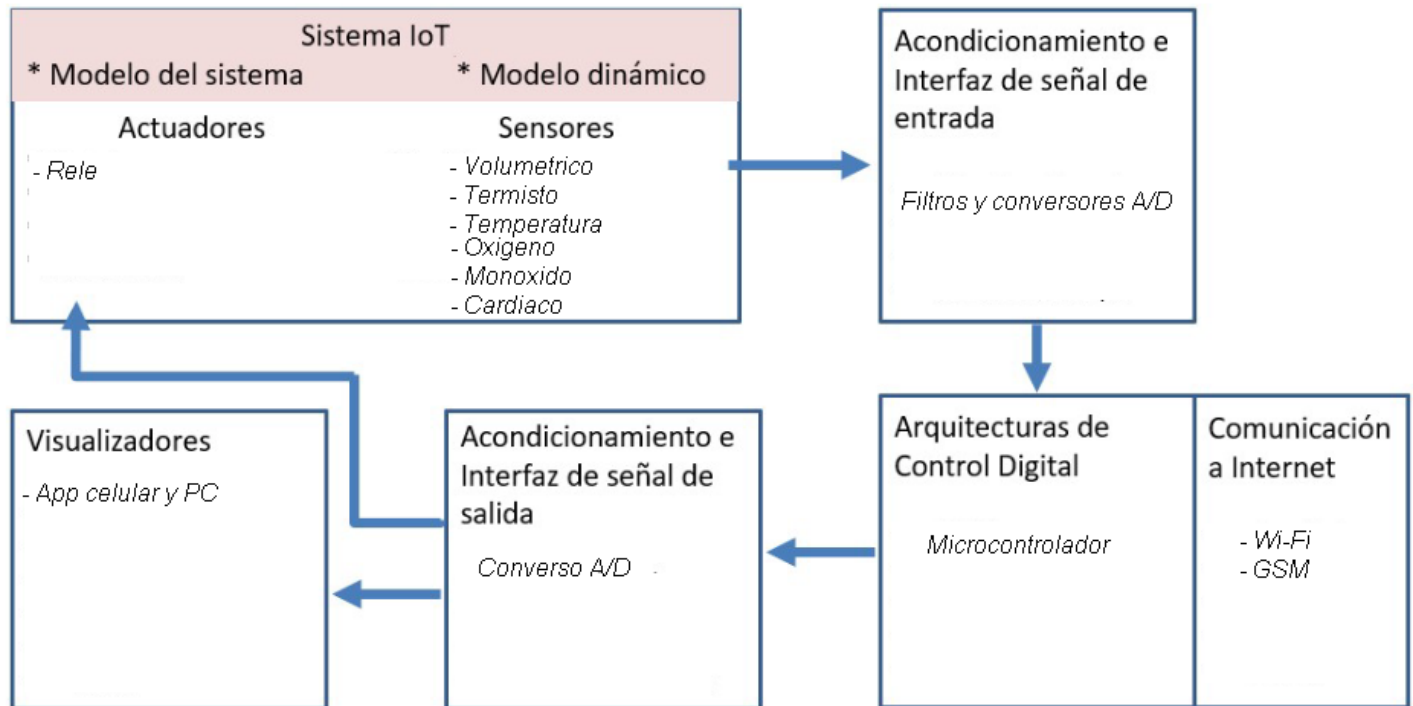 Sistema IoT
* Modelo del sistema
* Modelo dinámico
Actuadores
- Rele
Sensores
- Volumetrico
- Termisto
- Temperatura
- Oxigeno
- Monoxido
- Cardiaco
Acondicionamiento e
Interfaz de señal de
entrada
Filtros y conversores A/D
Visualizadores
- App celular y PC
Acondicionamiento e
Interfaz de señal de
salida
Converso A/D
Arquitecturas de
Control Digital
Microcontrolador
Comunicación
a Internet
- Wi-Fi
- GSM